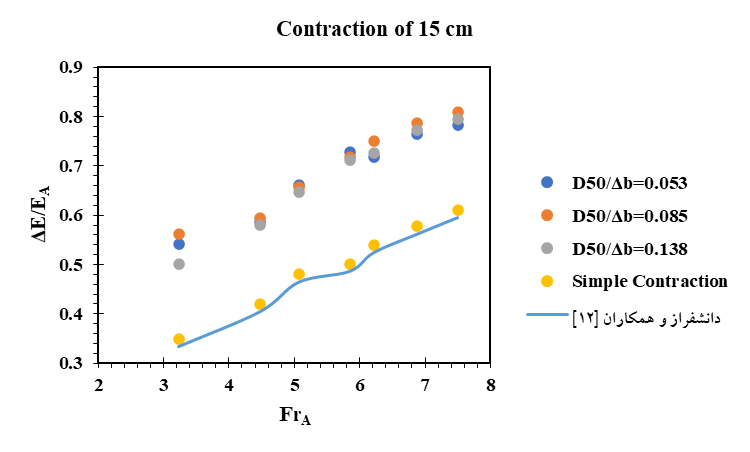 Contraction of 15 cm
0.9
0.8
0.7
0.6
0.5
0.4
0.3
ΔE/EA
2 3 4 5 6 7 8
FrA
D50/Δb=0.053
D50/Δb=0.085
D50/Δb=0.138
Simple Contraction
دانشفراز و همکاران [۱۲]